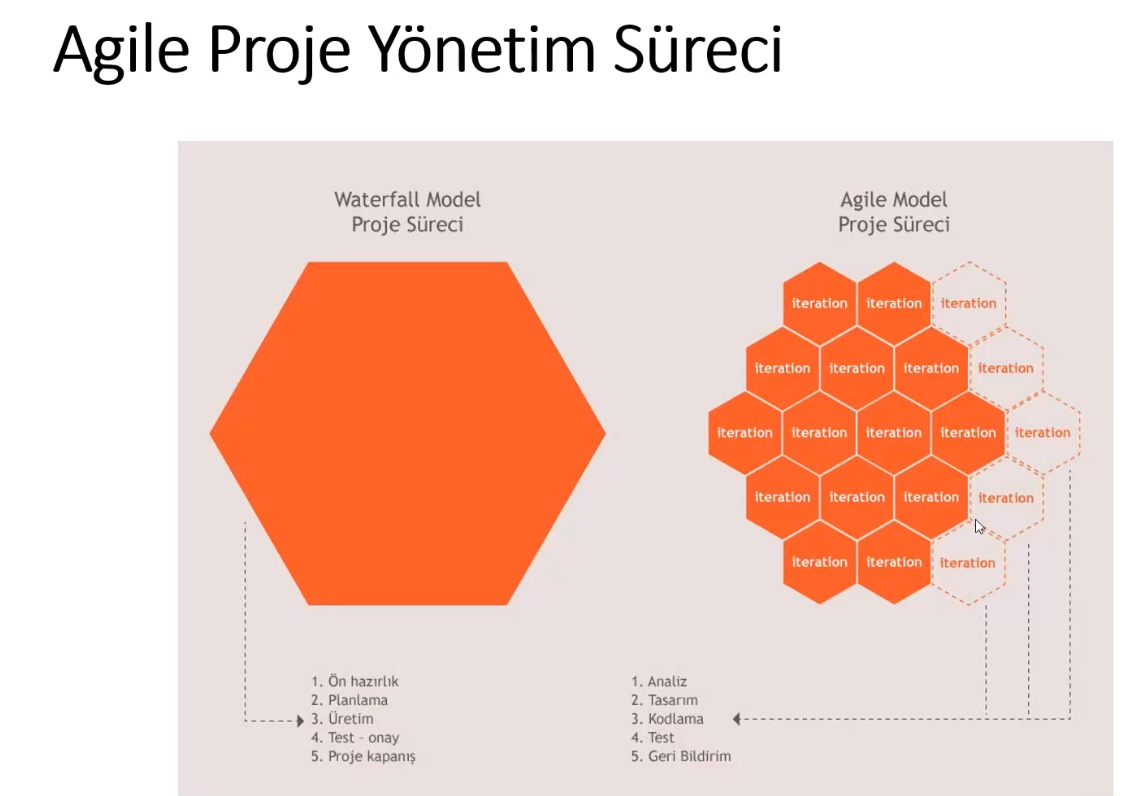 Agile Proje Yönetim Süreci
Waterfall Model
Proje Süreci
Agile Model
Proje Süreci
iteration iteration iteration
iteration iteration iteration iteration
iteration iteration iteration iteration iteration
iteration iteration iteration iteration
iteration iteration iteration
1. Ön hazırlık
2. Planlama
3. Üretim
4. Test - onay
5. Proje kapanış
1. Analiz
2. Tasarım
3. Kodlama
4. Test
5. Geri Bildirim